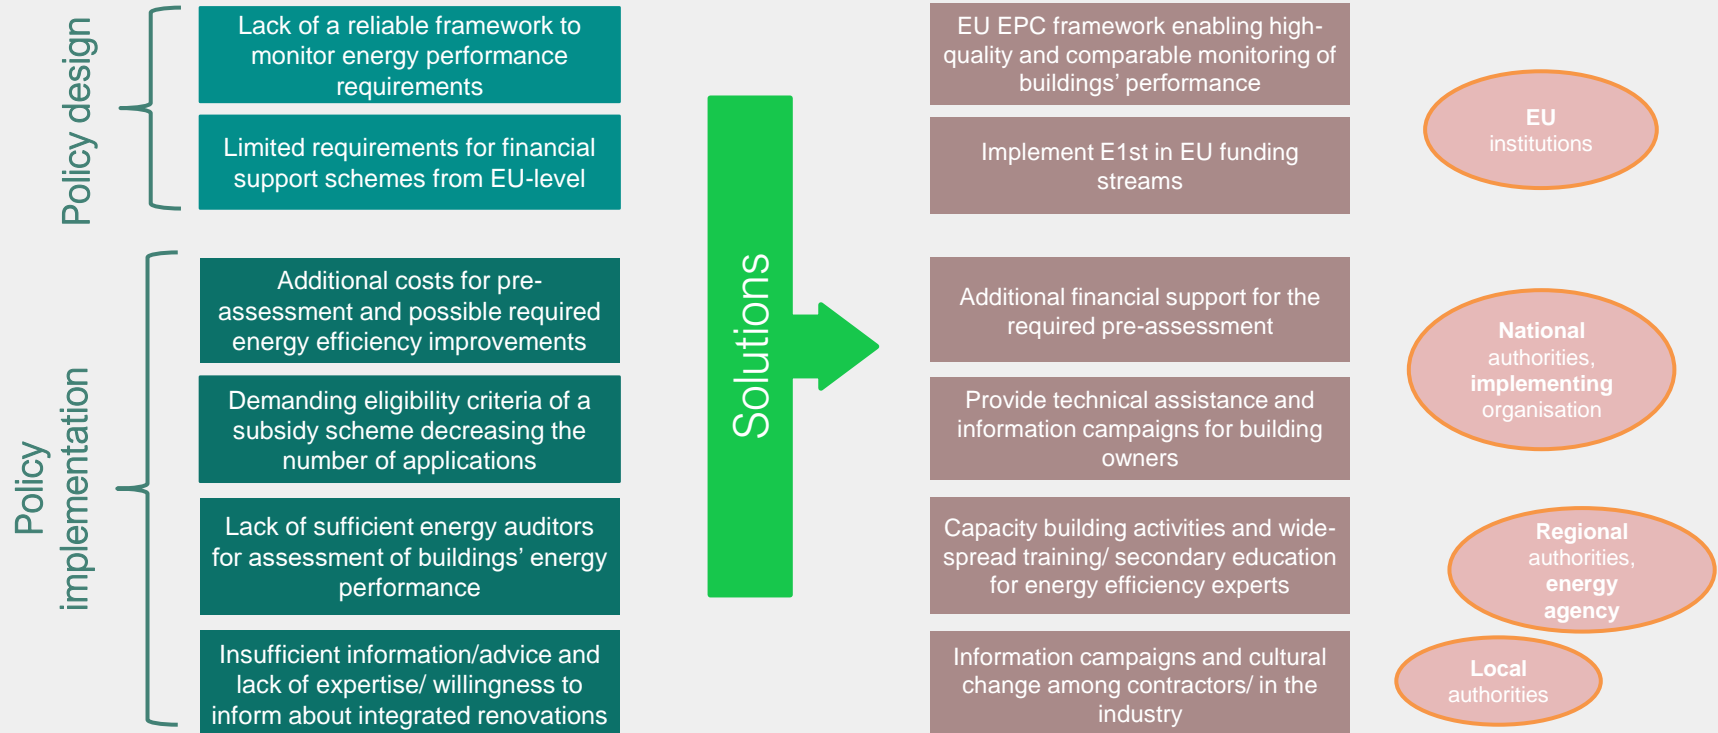 Policy design
Lack of a reliable framework to
monitor energy performance
requirements
Limited requirements for financial
support schemes from EU-level
Policy
implementation
Additional costs for pre-
assessment and possible required
energy efficiency improvements
Demanding eligibility criteria of a
subsidy scheme decreasing the
number of applications
Lack of sufficient energy auditors
for assessment of buildings’ energy
performance
Insufficient information/advice and
lack of expertise/ willingness to
inform about integrated renovations
Solutions
EU EPC framework enabling high-
quality and comparable monitoring of
buildings’ performance
Implement E1st in EU funding
streams
Additional financial support for the
required pre-assessment
Provide technical assistance and
information campaigns for building
owners
Capacity building activities and wide-
spread training/ secondary education
for energy efficiency experts
Information campaigns and cultural
change among contractors/ in the
industry
EU
institutions
National
authorities,
implementing
organisation
Regional
authorities,
energy
agency
Local
authorities